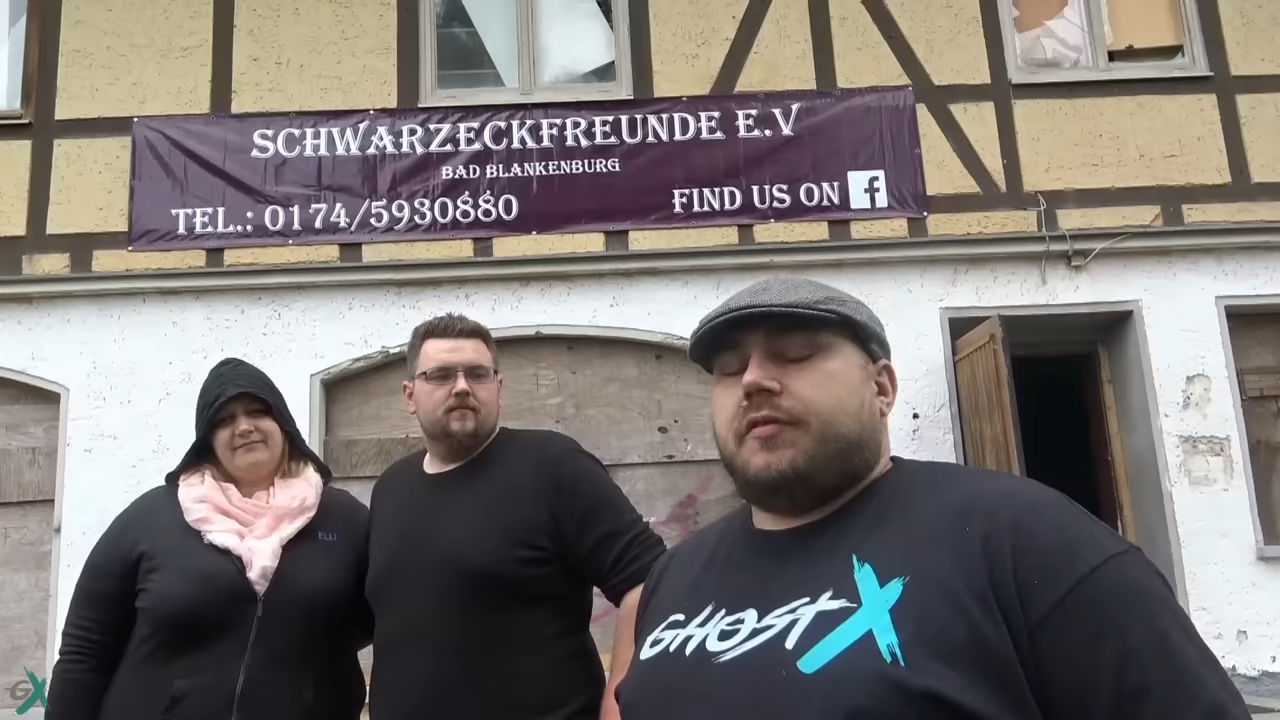 SCHWARZECKFREUNDE E.V
BAD BLANKENBURG
TEL.: 0174/5930880
FIND US ON f
ELLI
GHOST X
GX